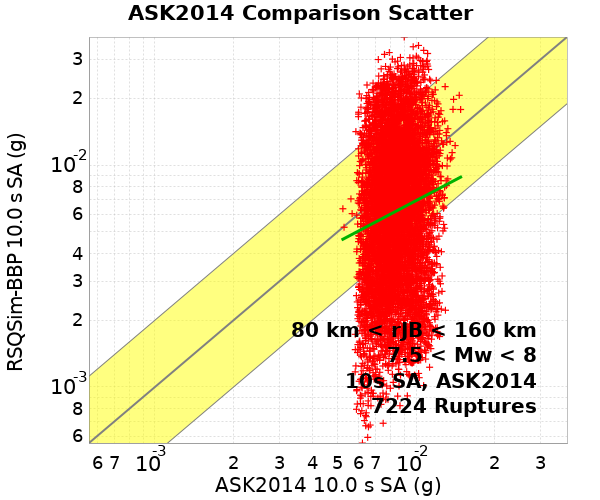 ASK2014 Comparison Scatter
RSQSim-BBP 10.0 s SA (g)
3
2
10-2
8
6
4
3
2
10-3
8
6
80 km < rJB < 160 km
7.5 < Mw < 8
10s SA, ASK2014
7224 Ruptures
6 7 10-3 2 3 4 5 6 7 10-2 2 3
ASK2014 10.0 s SA (g)